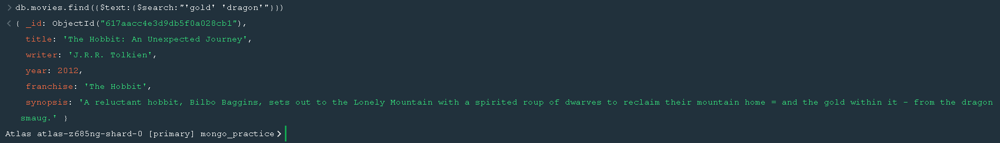 > db.movies.find({$text:{$search:"'gold' 'dragon'"}})
< { _id: ObjectId("617aacc4e3d9db5f0a028cb1"),
title: 'The Hobbit: An Unexpected Journey',
writer: 'J.R.R. Tolkien',
year: 2012,
franchise: 'The Hobbit',
synopsis: 'A reluctant hobbit, Bilbo Baggins, sets out to the Lonely Mountain with a spirited roup of dwarves to reclaim their mountain home = and the gold within it - from the dragon
smaug.' }
Atlas atlas-z685ng-shard-0 [primary] mongo_practice>